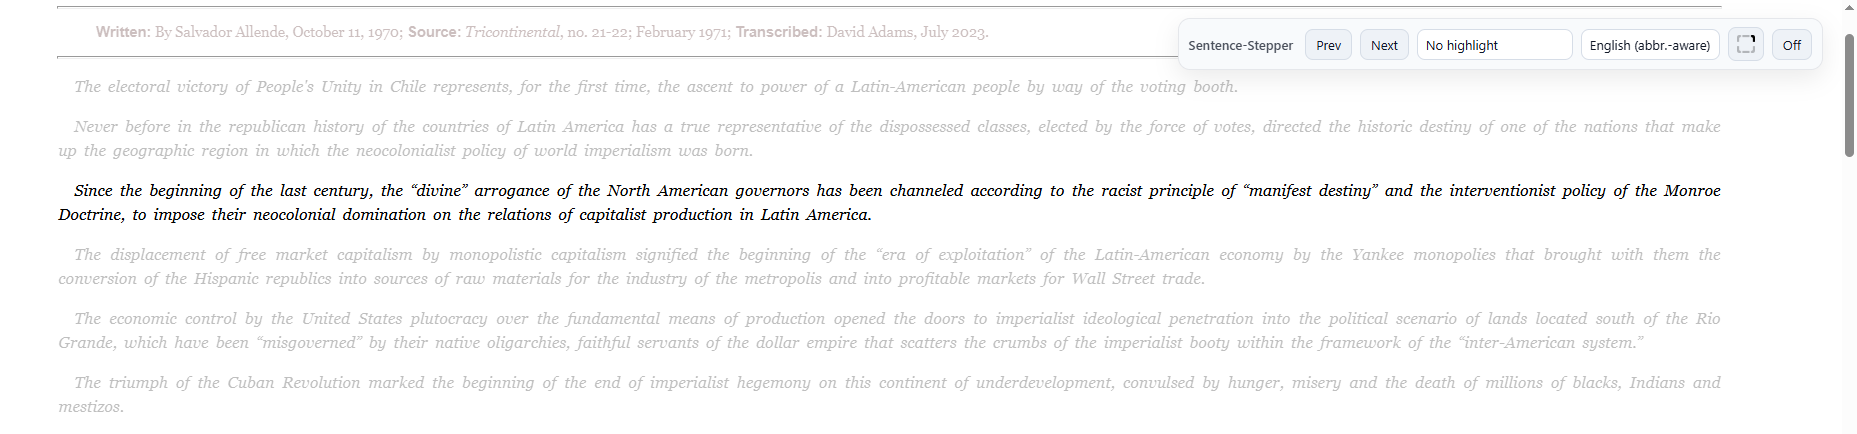 Written: By Salvador Allende, October 11, 1970; Source: Tricontinental, no. 21-22; February 1971; Transcribed: David Adams, July 2023.
Sentence-Stepper Prev Next No highlight English (abbr.-aware) Off
The electoral victory of People's Unity in Chile represents, for the first time, the ascent to power of a Latin-American people by way of the voting booth.
Never before in the republican history of the countries of Latin America has a true representative of the dispossessed classes, elected by the force of votes, directed the historic destiny of one of the nations that make
up the geographic region in which the neocolonialist policy of world imperialism was born.
Since the beginning of the last century, the “divine” arrogance of the North American governors has been channeled according to the racist principle of “manifest destiny” and the interventionist policy of the Monroe
Doctrine, to impose their neocolonial domination on the relations of capitalist production in Latin America.
The displacement of free market capitalism by monopolistic capitalism signified the beginning of the “era of exploitation” of the Latin-American economy by the Yankee monopolies that brought with them the
conversion of the Hispanic republics into sources of raw materials for the industry of the metropolis and into profitable markets for Wall Street trade.
The economic control by the United States plutocracy over the fundamental means of production opened the doors to imperialist ideological penetration into the political scenario of lands located south of the Rio
Grande, which have been “misgoverned” by their native oligarchies, faithful servants of the dollar empire that scatters the crumbs of the imperialist booty within the framework of the “inter-American system.”
The triumph of the Cuban Revolution marked the beginning of the end of imperialist hegemony on this continent of underdevelopment, convulsed by hunger, misery and the death of millions of blacks, Indians and
mestizos.